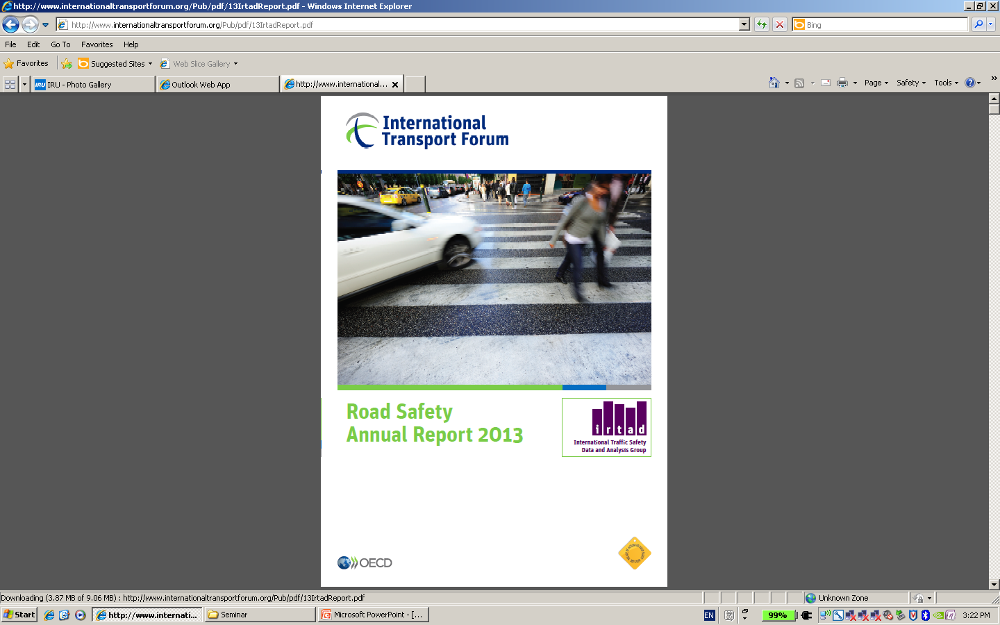 http://www.internationaltransportforum.org/Pub/pdf/13IrtadReport.pdf - Windows Internet Explorer
http://www.internationaltransportforum.org/Pub/pdf/13IrtadReport.pdf
Bing
File Edit Go To Favorites Help
Favorites Suggested Sites Web Slice Gallery
IRU - Photo Gallery
Outlook Web App
http://www.international...
Page Safety Tools
International
Transport Forum
Road Safety
Annual Report 2013
irtad
International Traffic Safety
Data and Analysis Group
OECD
Downloading (3.87 MB of 9.06 MB) : http://www.internationaltransportforum.org/Pub/pdf/13IrtadReport.pdf
Unknown Zone
Start
http://www.internati...
Seminar
Microsoft PowerPoint - [...
EN
99%
3:22 PM